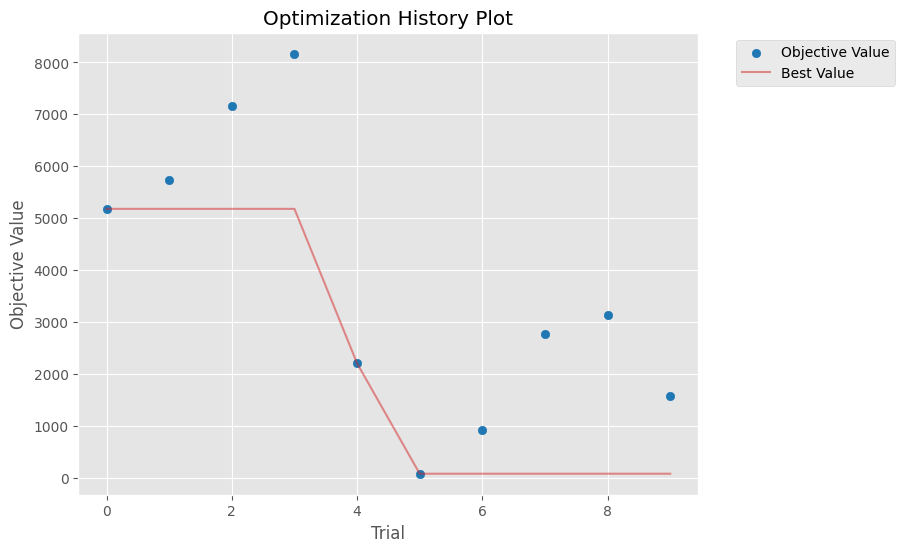 Optimization History Plot
Objective Value
Best Value
8000
7000
6000
5000
4000
3000
2000
1000
0
Objective Value
0 2 4 6 8
Trial